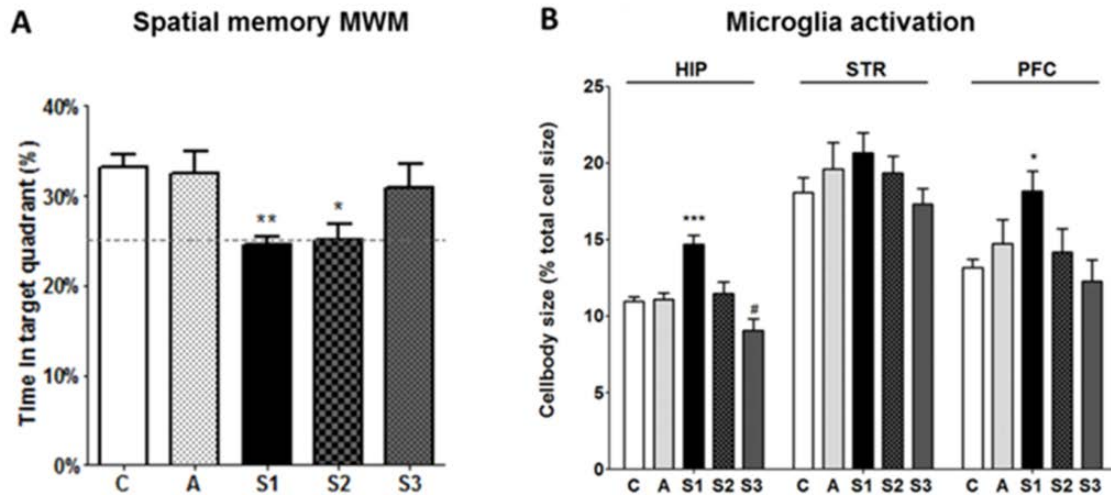 A
Spatial memory MWM
Time in target quadrant (%)
40%
30%
20%
10%
0%
**
*
C A S1 S2 S3
B
Microglia activation
HIP STR PFC
Cellbody size (% total cell size)
25
20
15
10
5
0
***
#
*
C A S1 S2 S3 C A S1 S2 S3 C A S1 S2 S3